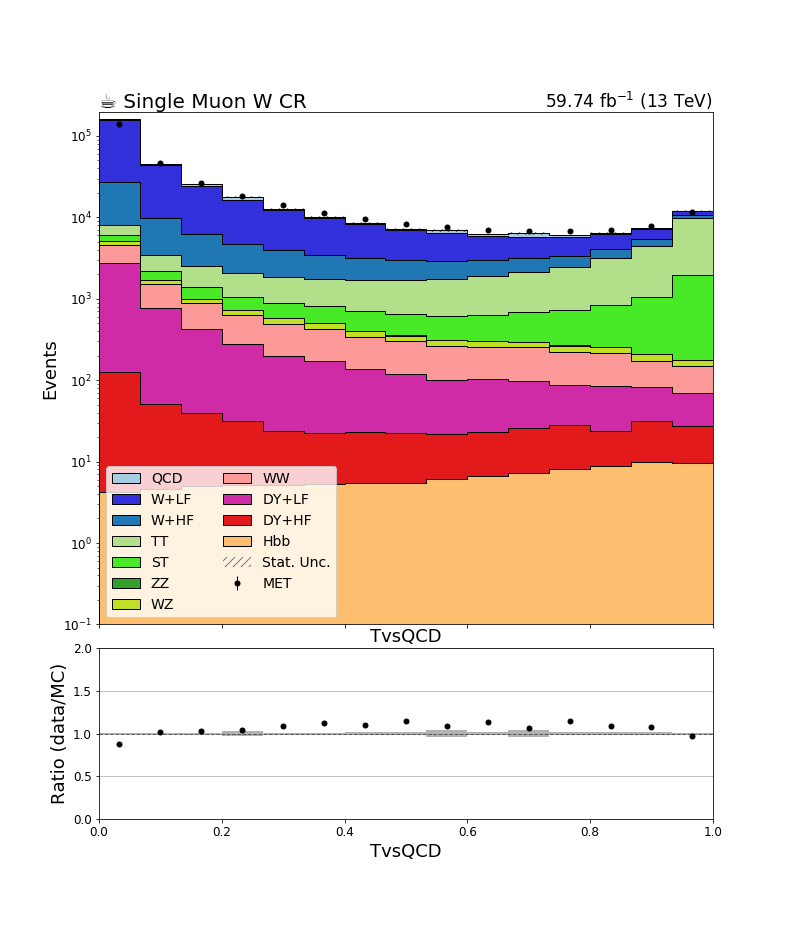 ☕ Single Muon W CR 59.74 fb⁻¹ (13 TeV)
Events
10⁵
10⁴
10³
10²
10¹
10⁰
10⁻¹
QCD
W+LF
W+HF
TT
ST
ZZ
WZ
WW
DY+LF
DY+HF
Hbb
Stat. Unc.
MET
TvsQCD
Ratio (data/MC)
2.0
1.5
1.0
0.5
0.0
0.0 0.2 0.4 0.6 0.8 1.0
TvsQCD